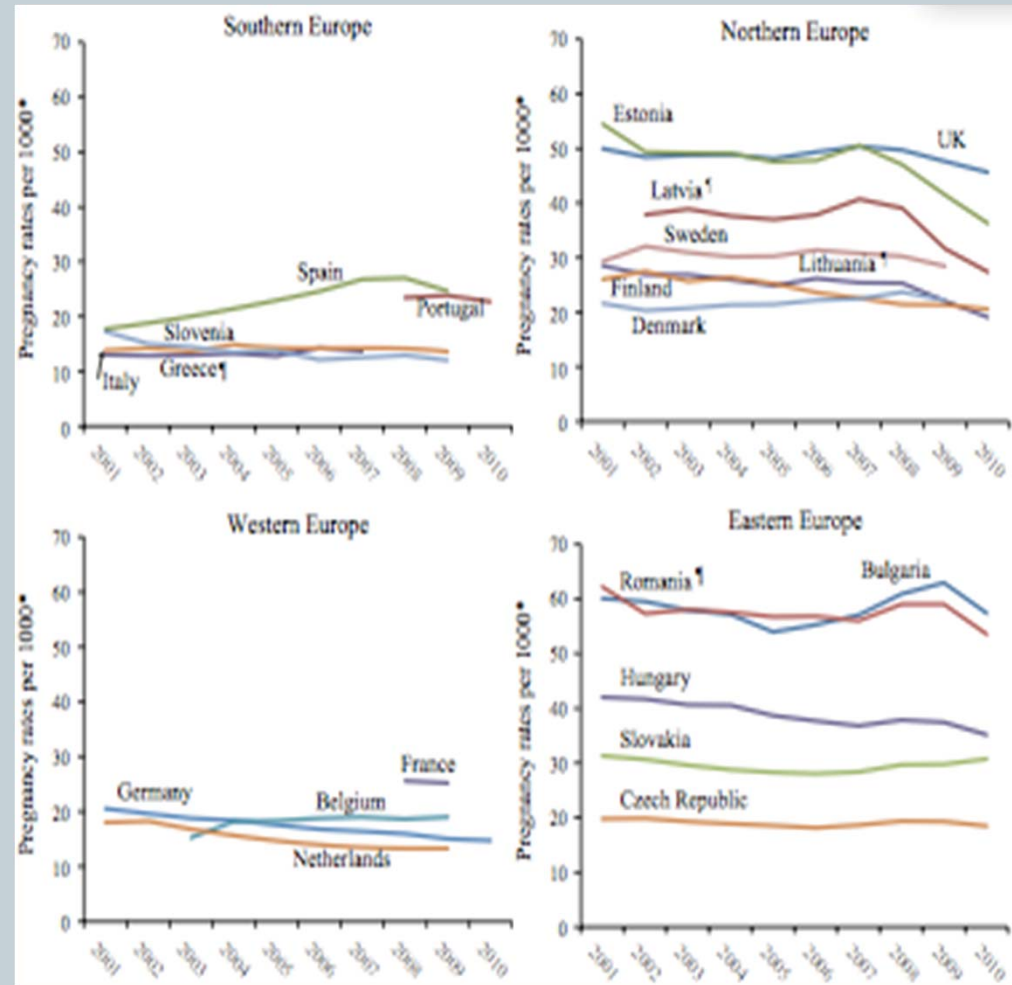 Southern Europe
Pregnancy rates per 1000*
70
60
50
40
30
20
10
0
Spain
Portugal
Slovenia
Greece¶
Italy
2001 2002 2003 2004 2005 2006 2007 2008 2009 2010
Northern Europe
Pregnancy rates per 1000*
70
60
50
40
30
20
10
0
Estonia
UK
Latvia¶
Sweden
Lithuania¶
Finland
Denmark
2001 2002 2003 2004 2005 2006 2007 2008 2009 2010
Western Europe
Pregnancy rates per 1000*
70
60
50
40
30
20
10
0
France
Germany
Belgium
Netherlands
2001 2002 2003 2004 2005 2006 2007 2008 2009 2010
Eastern Europe
Pregnancy rates per 1000*
70
60
50
40
30
20
10
0
Bulgaria
Romania¶
Hungary
Slovakia
Czech Republic
2001 2002 2003 2004 2005 2006 2007 2008 2009 2010